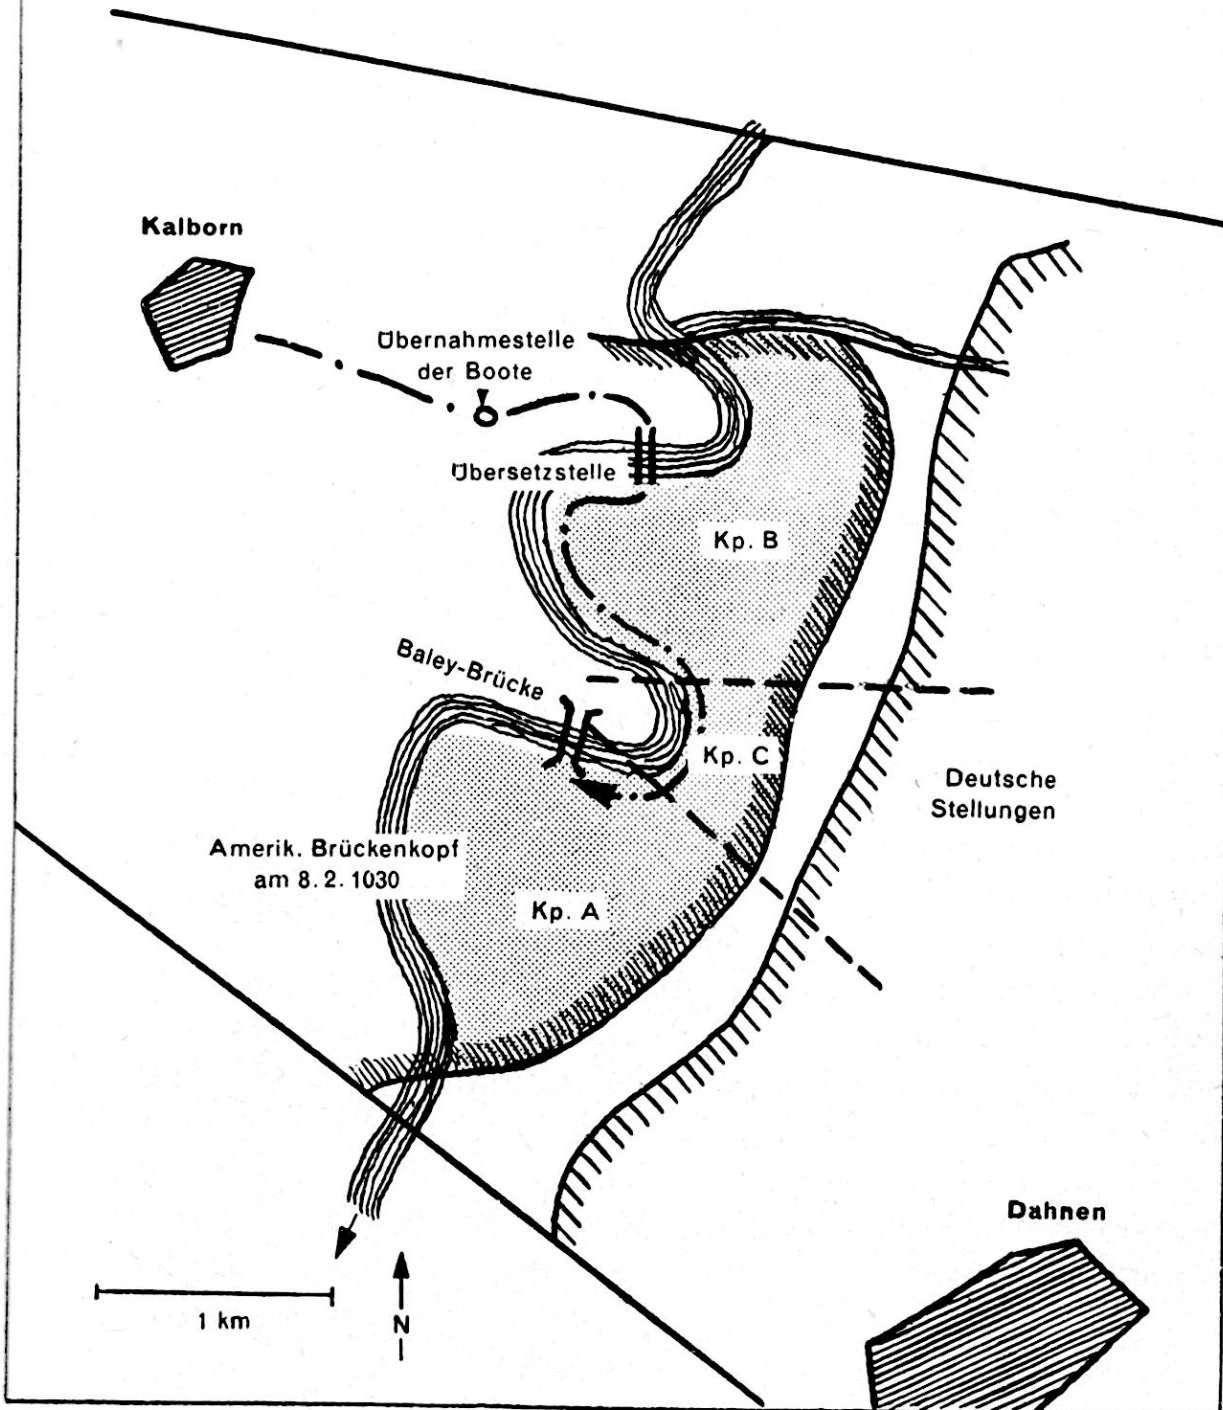 Kalborn
Übernahmestelle
der Boote
Übersetzstelle
Kp. B
Baley-Brücke
Kp. C
Deutsche
Stellungen
Amerik. Brückenkopf
am 8.2.1030
Kp. A
Dahnen
1 km
N